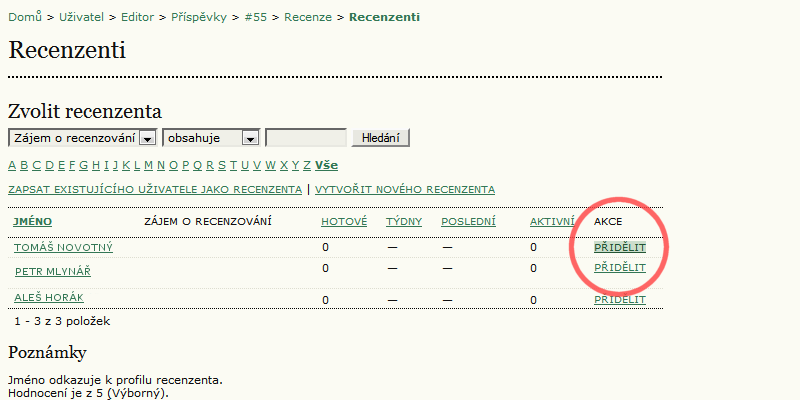 Domů > Uživatel > Editor > Příspěvky > #55 > Recenze > Recenzenti
Recenzenti
Zvolit recenzenta
Zájem o recenzování obsahuje Hledání
A B C D E F G H I J K L M N O P Q R S T U V W X Y Z Vše
ZAPSAT EXISTUJÍCÍHO UŽIVATELE JAKO RECENZENTA | VYTVOŘIT NOVÉHO RECENZENTA
JMÉNO ZÁJEM O RECENZOVÁNÍ HOTOVÉ TÝDNY POSLEDNÍ AKTIVNÍ AKCE
TOMÁŠ NOVOTNÝ 0 — — 0 PŘIDĚLIT
PETR MLYNÁŘ 0 — — 0 PŘIDĚLIT
ALEŠ HORÁK 0 — — 0 PŘIDĚLIT
1 - 3 z 3 položek
Poznámky
Jméno odkazuje k profilu recenzenta.
Hodnocení je z 5 (Výborný).